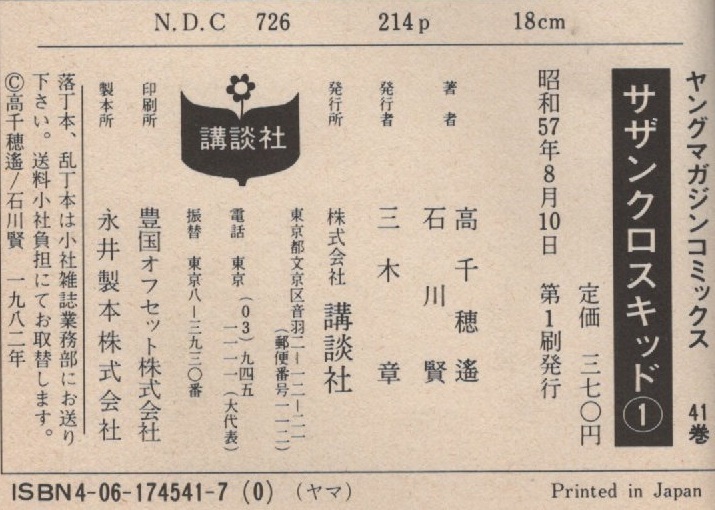 N.D.C 726 214p 18cm
ヤングマガジンコミックス 41巻
サザンクロスキッド①
定価 三七〇円
昭和57年8月10日 第1刷発行
著者 高千穂遙
石川賢
発行者 三木章
発行所 株式会社 講談社
東京都文京区音羽二―一二―二一
(郵便番号一一二)
電話 東京(03)九四五
一一一一(大代表)
振替 東京八―三九三〇番
講談社
印刷所 豊国オフセット株式会社
製本所 永井製本株式会社
落丁本、乱丁本は小社雑誌業務部にお送り
下さい。送料小社負担にてお取替します。
©高千穂遙/石川賢 一九八二年
ISBN4-06-174541-7 (0) (ヤマ)
Printed in Japan